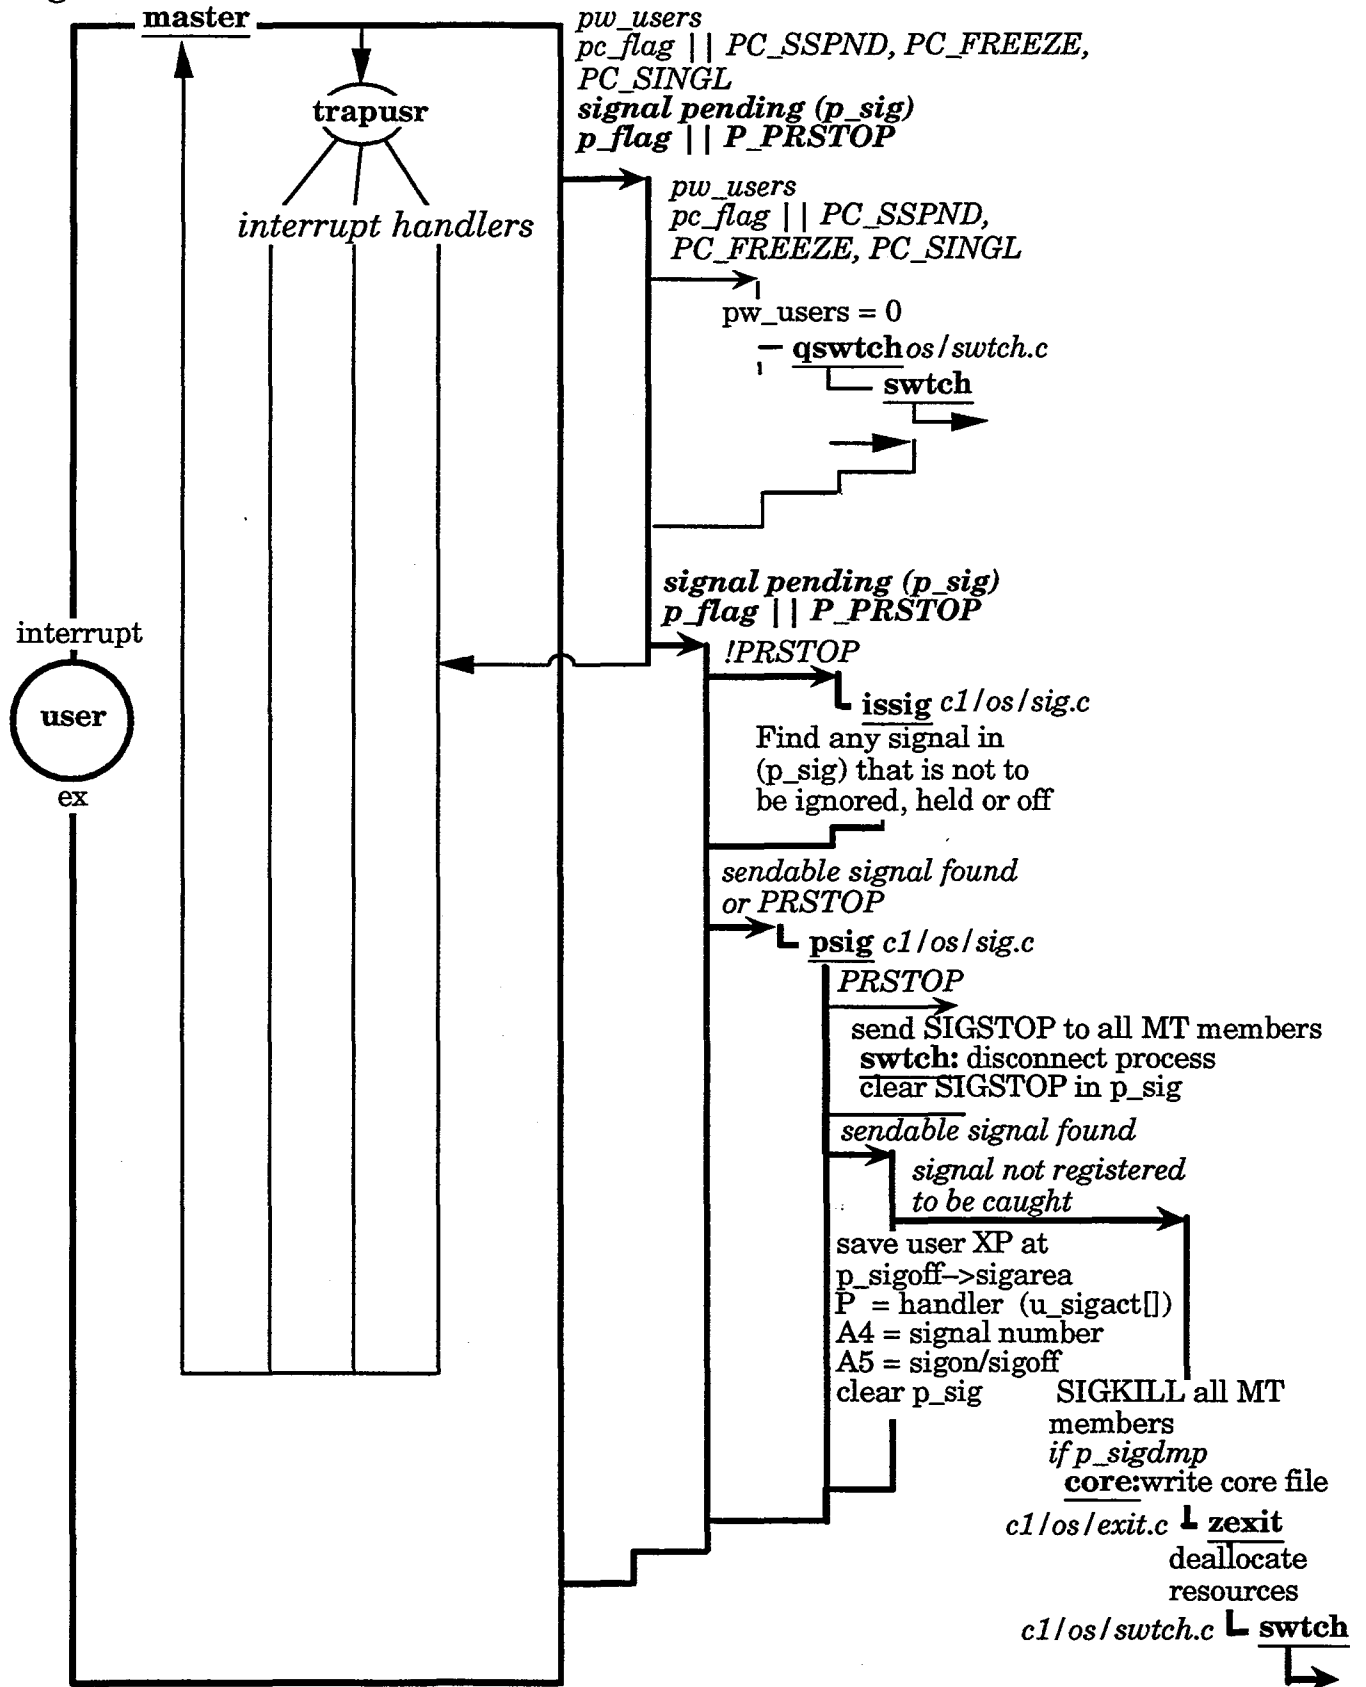 master
trapusr
interrupt handlers
interrupt
user
ex
pw_users
pc_flag || PC_SSPND, PC_FREEZE,
PC_SINGL
signal pending (p_sig)
p_flag || P_PRSTOP
pw_users
pc_flag || PC_SSPND,
PC_FREEZE, PC_SINGL
pw_users = 0
qswtch os/swtch.c
swtch
signal pending (p_sig)
p_flag || P_PRSTOP
!PRSTOP
issig c1/os/sig.c
Find any signal in
(p_sig) that is not to
be ignored, held or off
sendable signal found
or PRSTOP
psig c1/os/sig.c
PRSTOP
send SIGSTOP to all MT members
swtch: disconnect process
clear SIGSTOP in p_sig
sendable signal found
signal not registered
to be caught
save user XP at
p_sigoff->sigarea
P = handler (u_sigact[])
A4 = signal number
A5 = sigon/sigoff
clear p_sig
SIGKILL all MT
members
if p_sigdmp
core:write core file
c1/os/exit.c zexit
deallocate
resources
c1/os/swtch.c swtch